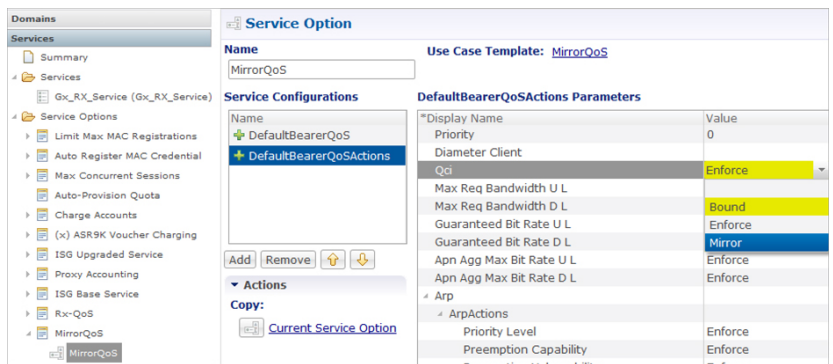 Domains
Services
Summary
Services
Gx_RX_Service (Gx_RX_Service)
Service Options
Limit Max MAC Registrations
Auto Register MAC Credential
Max Concurrent Sessions
Auto-Provision Quota
Charge Accounts
(x) ASR9K Voucher Charging
ISG Upgraded Service
Proxy Accounting
ISG Base Service
Rx-QoS
MirrorQoS
MirrorQoS
Service Option
Name
MirrorQoS
Use Case Template: MirrorQoS
Service Configurations
Name
DefaultBearerQoS
DefaultBearerQoSActions
Add Remove
Actions
Copy:
Current Service Option
DefaultBearerQoSActions Parameters
*Display Name Value
Priority 0
Diameter Client
Qci Enforce
Max Req Bandwidth U L
Max Req Bandwidth D L Bound
Guaranteed Bit Rate U L Enforce
Guaranteed Bit Rate D L Mirror
Apn Agg Max Bit Rate U L Enforce
Apn Agg Max Bit Rate D L Enforce
Arp
ArpActions
Priority Level Enforce
Preemption Capability Enforce